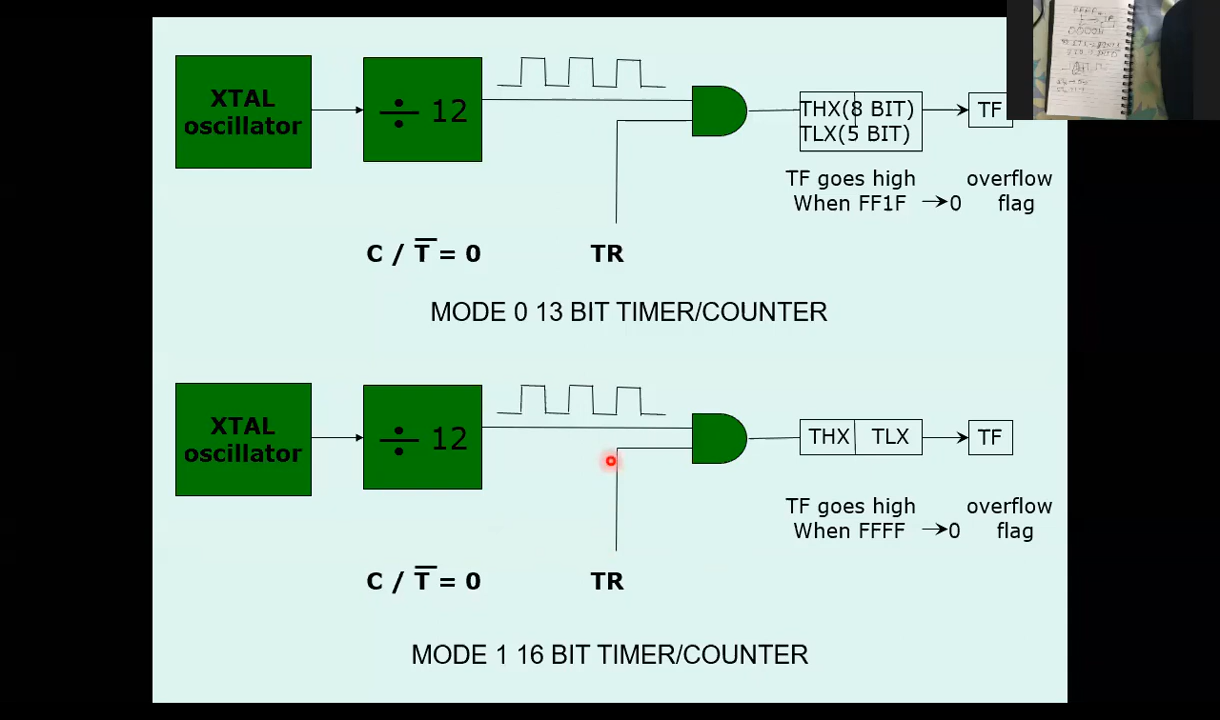 XTAL
oscillator
÷ 12
THX(8 BIT)
TLX(5 BIT)
TF
TF goes high
When FF1F →0
overflow
flag
C / T̅ = 0
TR
MODE 0 13 BIT TIMER/COUNTER
XTAL
oscillator
÷ 12
THX TLX
TF
TF goes high
When FFFF →0
overflow
flag
C / T̅ = 0
TR
MODE 1 16 BIT TIMER/COUNTER